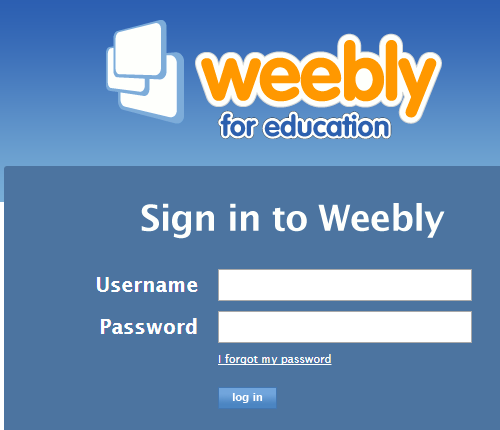 weebly
for education
Sign in to Weebly
Username
Password
I forgot my password
log in